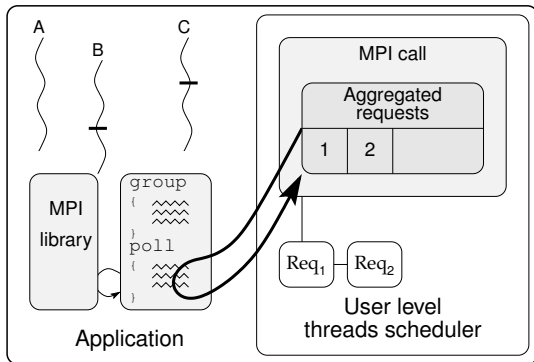 A
B
C
MPI
library
group
{
}
poll
{
}
Application
MPI call
Aggregated
requests
1
2
Req1
Req2
User level
threads scheduler